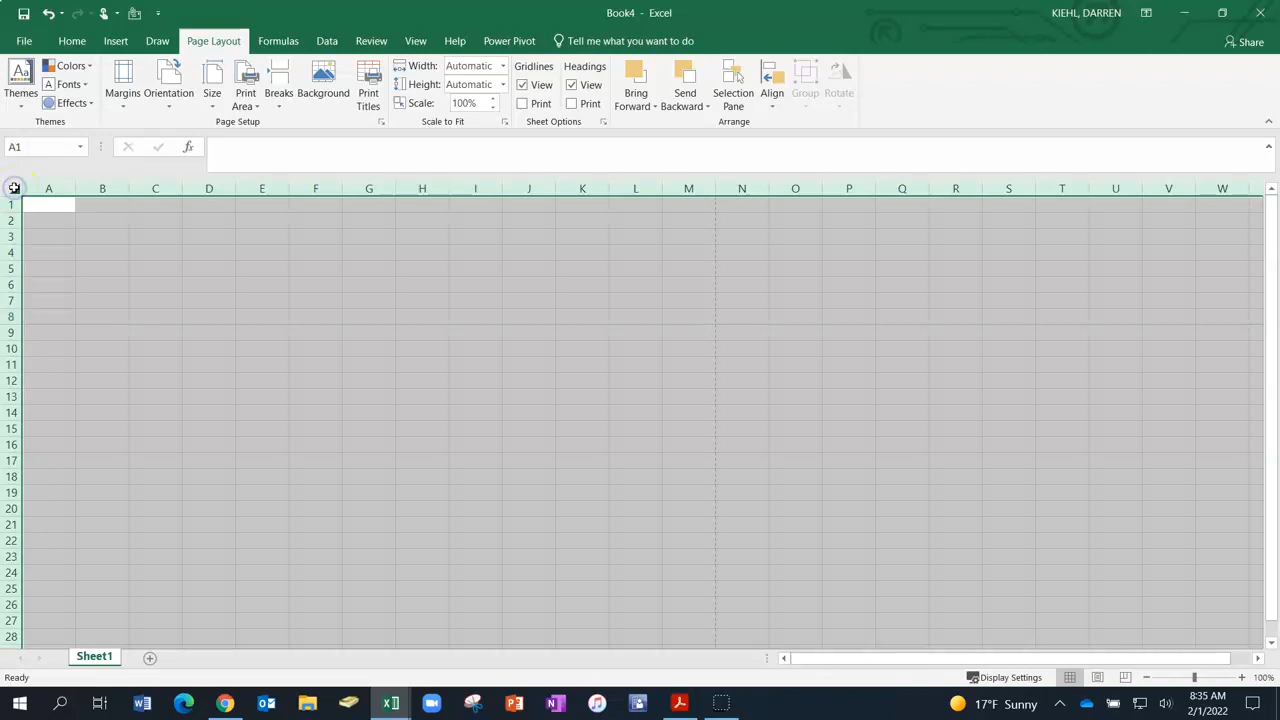 Book4 - Excel
KIEHL, DARREN
File Home Insert Draw Page Layout Formulas Data Review View Help Power Pivot Tell me what you want to do Share
Themes
Colors
Fonts
Effects
Margins
Orientation
Size
Print Area
Breaks
Background
Print Titles
Width: Automatic
Height: Automatic
Scale: 100%
Gridlines
View
Print
Headings
View
Print
Bring Forward
Send Backward
Selection Pane
Align
Group
Rotate
Themes Page Setup Scale to Fit Sheet Options Arrange
A1 fx
A B C D E F G H I J K L M N O P Q R S T U V W
1
2
3
4
5
6
7
8
9
10
11
12
13
14
15
16
17
18
19
20
21
22
23
24
25
26
27
28
Sheet1
Ready Display Settings 100%
17°F Sunny
8:35 AM
2/1/2022